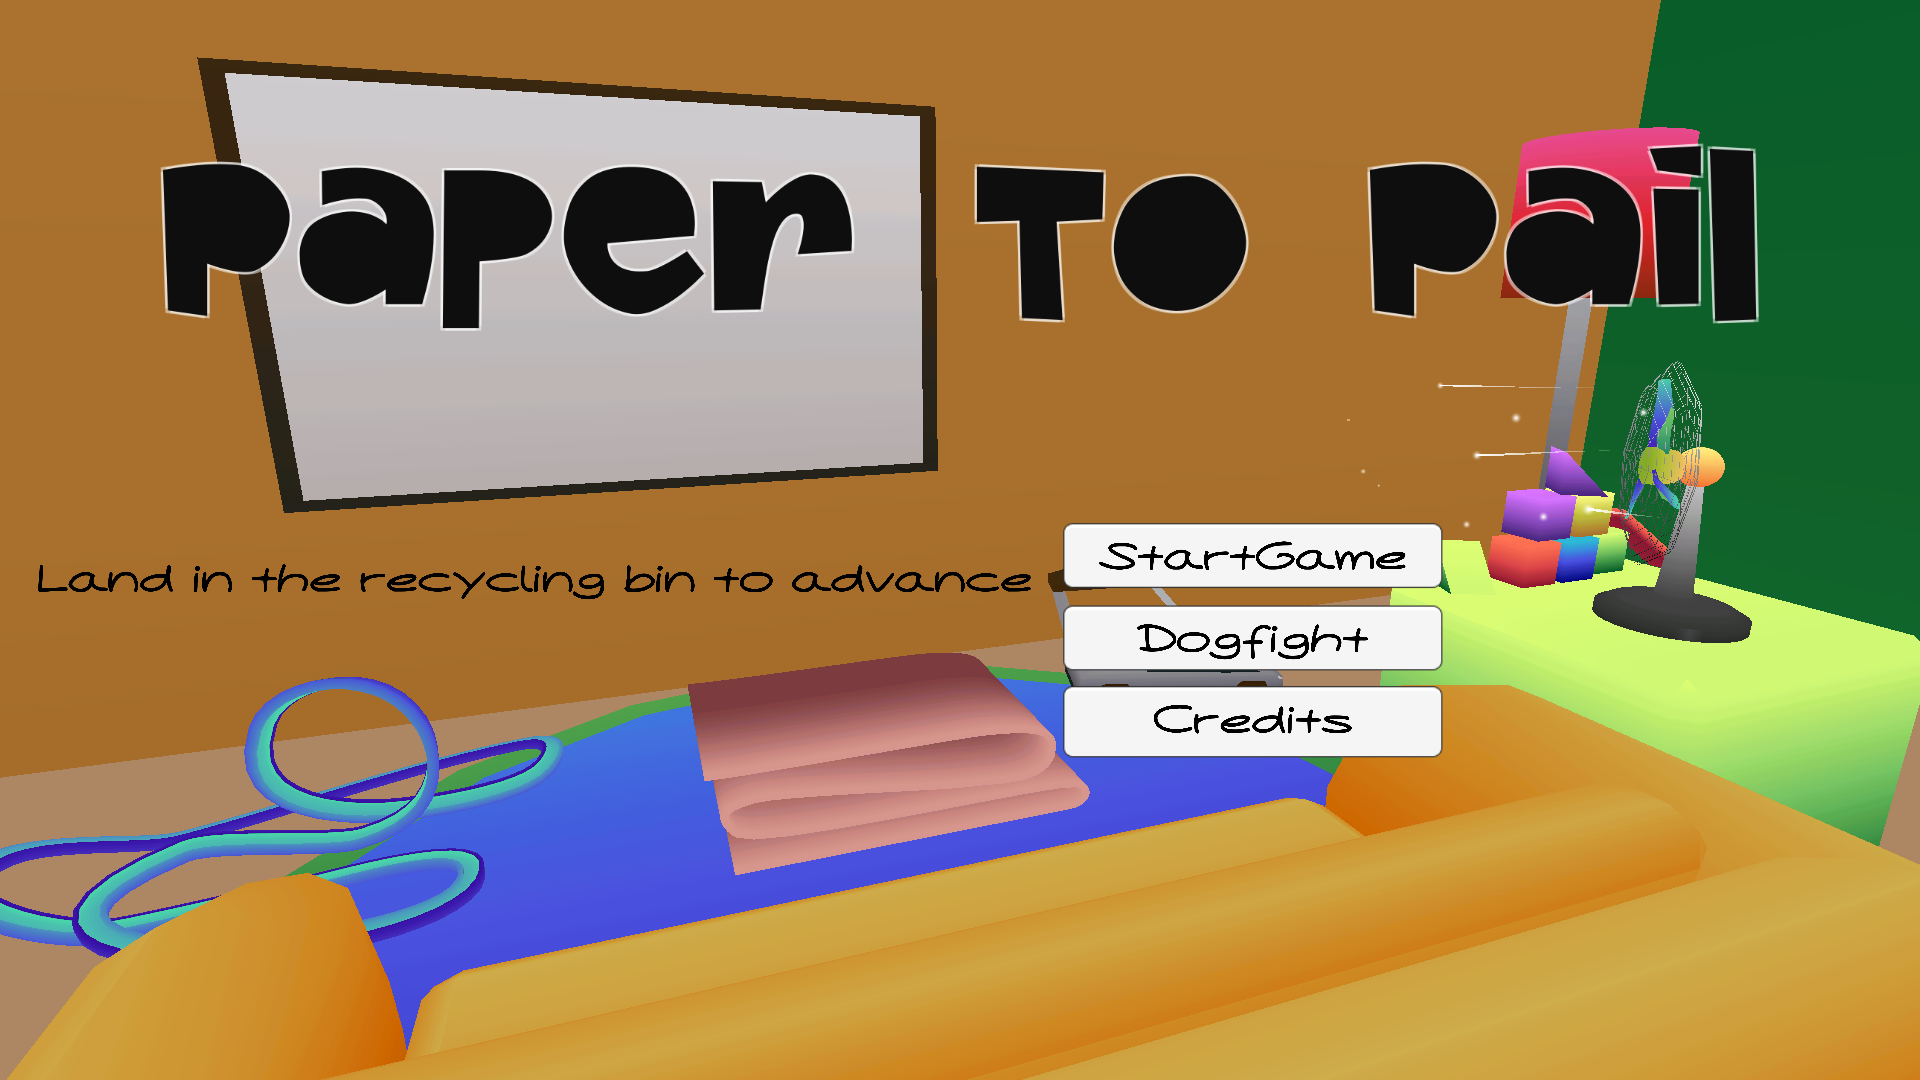 Paper To Pail
Land in the recycling bin to advance
StartGame
Dogfight
Credits